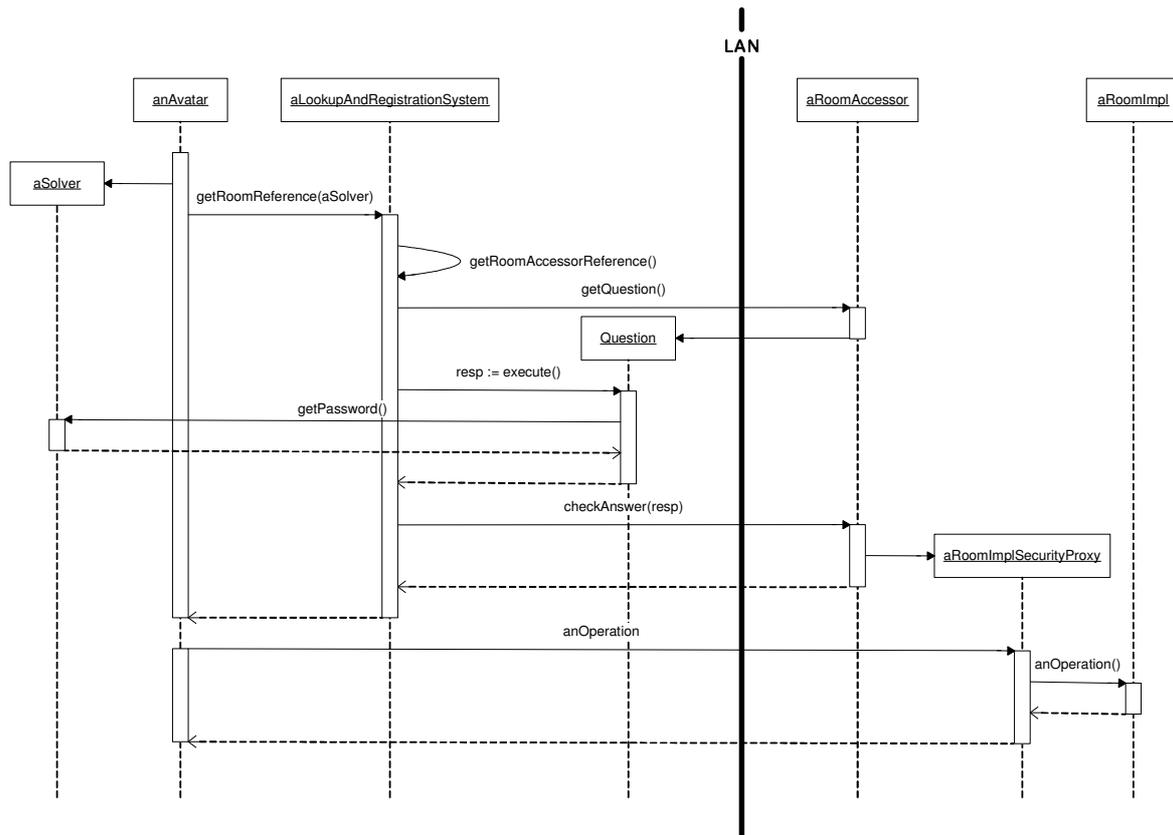 LAN
anAvatar
aLookupAndRegistrationSystem
aRoomAccessor
aRoomImpl
aSolver
getRoomReference(aSolver)
getRoomAccessorReference()
getQuestion()
Question
resp := execute()
getPassword()
checkAnswer(resp)
aRoomImplSecurityProxy
anOperation
anOperation()